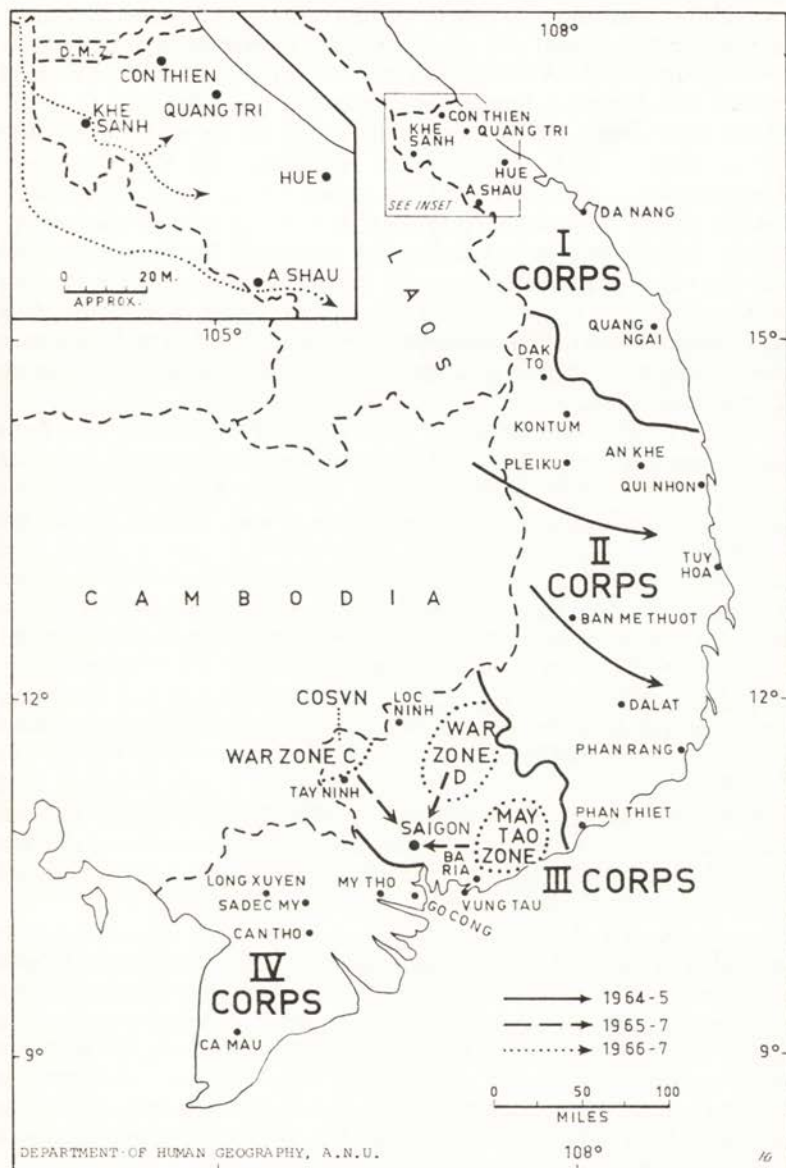 108°
D.M.Z.
CON THIEN
QUANG TRI
KHE
SANH
HUE
A SHAU
0 20 M.
APPROX.
105°
CON THIEN
QUANG TRI
KHE
SANH
HUE
A SHAU
SEE INSET
DA NANG
LAOS
I
CORPS
QUANG
NGAI
15°
15°
DAK
TO
KONTUM
PLEIKU
AN KHE
QUI NHON
II
CORPS
TUY
HOA
CAMBODIA
BAN ME THUOT
12°
12°
COSVN
LOC
NINH
WAR
ZONE
D
DALAT
WAR ZONE C
TAY NINH
PHAN RANG
SAIGON
MAY
TAO
ZONE
PHAN THIET
BA
RIA
III CORPS
LONG XUYEN
SADEC MY
MY THO
GO CONG
VUNG TAU
CAN THO
IV
CORPS
CA MAU
1964-5
1965-7
1966-7
9°
9°
0 50 100
MILES
DEPARTMENT OF HUMAN GEOGRAPHY, A.N.U.
108°